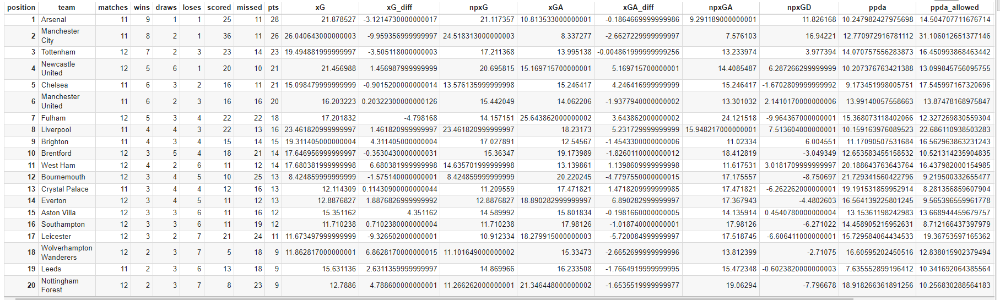 position team matches wins draws loses scored missed pts xG xG_diff npxG xGA xGA_diff npxGA npxGD ppda ppda_allowed
1 Arsenal 11 9 1 1 25 11 28 21.878527 -3.1214730000000017 21.117357 10.813533000000001 -0.1864669999999986 9.291189000000001 11.826168 10.247982427975698 14.504707711676714
2 Manchester City 11 8 2 1 36 11 26 26.040643000000003 -9.959356999999997 24.518313000000003 8.337277 -2.6627229999999997 7.576103 16.94221 12.770972916781112 31.106012651377146
3 Tottenham 12 7 2 3 23 14 23 19.494881999999997 -3.505118000000003 17.211368 13.995138 -0.004861999999999256 13.233974 3.977394 14.070757556283873 16.450993868463442
4 Newcastle United 12 5 6 1 20 10 21 21.456988 1.456987999999999 20.695815 15.169715700000001 5.169715700000001 14.4085487 6.287266299999999 10.207376763421388 13.099845756095755
5 Chelsea 11 6 3 2 16 11 21 15.098479999999999 -0.9015200000000014 13.576135999999998 15.246417 4.246416999999999 15.246417 -1.6702809999999992 9.173451998005751 17.545997167320696
6 Manchester United 11 6 2 3 16 16 20 16.203223 0.20322300000000126 15.442049 14.062206 -1.9377940000000002 13.301032 2.1410170000000006 13.99140057558663 13.87478168975847
7 Fulham 12 5 3 4 22 22 18 17.201832 -4.798168 14.157151 25.643862000000002 3.643862000000002 24.121518 -9.964367000000001 15.368073118402066 12.327269830559304
8 Liverpool 11 4 4 3 22 13 16 23.461820999999997 1.461820999999997 23.461820999999997 18.23173 5.231729999999999 15.948217000000001 7.513604000000001 10.159163976089523 22.686110938503283
9 Brighton 11 4 3 4 15 14 15 19.311405000000004 4.311405000000004 17.027891 12.54567 -1.4543300000000006 11.02334 6.004551 11.17090507531684 16.562963863231243
10 Brentford 12 3 5 4 18 21 14 17.646956999999997 -0.3530430000000031 15.36347 19.173989 -1.8260110000000012 18.412819 -3.049349 12.653583455158532 10.521314235904835
11 West Ham 12 4 2 6 11 12 14 17.680381999999998 6.680381999999998 14.635701999999998 13.139861 1.1398609999999998 11.617531 3.0181709999999997 20.188643763643764 16.437982000154985
12 Bournemouth 12 3 4 5 10 25 13 8.424859999999999 -1.575140000000001 8.424859999999999 20.220245 -4.7797550000000015 17.175557 -8.750697 21.729341560422796 9.219500332655477
13 Crystal Palace 11 3 4 4 12 16 13 12.114309 0.11430900000000044 11.209559 17.471821 1.4718209999999985 17.471821 -6.262262000000001 19.191531859952914 8.281356859607904
14 Everton 12 3 4 5 11 12 13 12.8876827 1.8876826999999992 12.8876827 18.890282999999997 6.890282999999997 17.367943 -4.4802603 16.564139225801245 9.565396559961778
15 Aston Villa 12 3 3 6 11 16 12 15.351162 4.351162 14.589992 15.801834 -0.1981660000000005 14.135914 0.4540780000000004 13.15361198242983 13.668944459679757
16 Southampton 12 3 3 6 11 19 12 11.710238 0.7102380000000004 11.710238 17.98126 -1.018740000000001 17.98126 -6.271022 14.458905215952631 8.712166437397979
17 Leicester 12 3 2 7 21 24 11 11.673497999999999 -9.326502000000001 10.912334 18.279915000000003 -5.720084999999997 17.518745 -6.606411000000001 15.729584064434533 19.36753597165362
18 Wolverhampton Wanderers 12 2 3 7 5 18 9 11.862817000000001 6.8628170000000015 11.101649000000002 15.33473 -2.6652699999999996 13.812399 -2.71075 16.60595202450516 12.838015902379494
19 Leeds 11 2 3 6 13 18 9 15.631136 2.6311359999999997 14.869966 16.233508 -1.7664919999999995 15.472348 -0.6023820000000003 7.635552899196412 10.341692064385564
20 Nottingham Forest 12 2 3 7 8 23 9 12.7886 4.788600000000001 11.266262000000001 21.346448000000002 -1.6535519999999977 19.06294 -7.796678 18.918266361891256 10.256830288564183